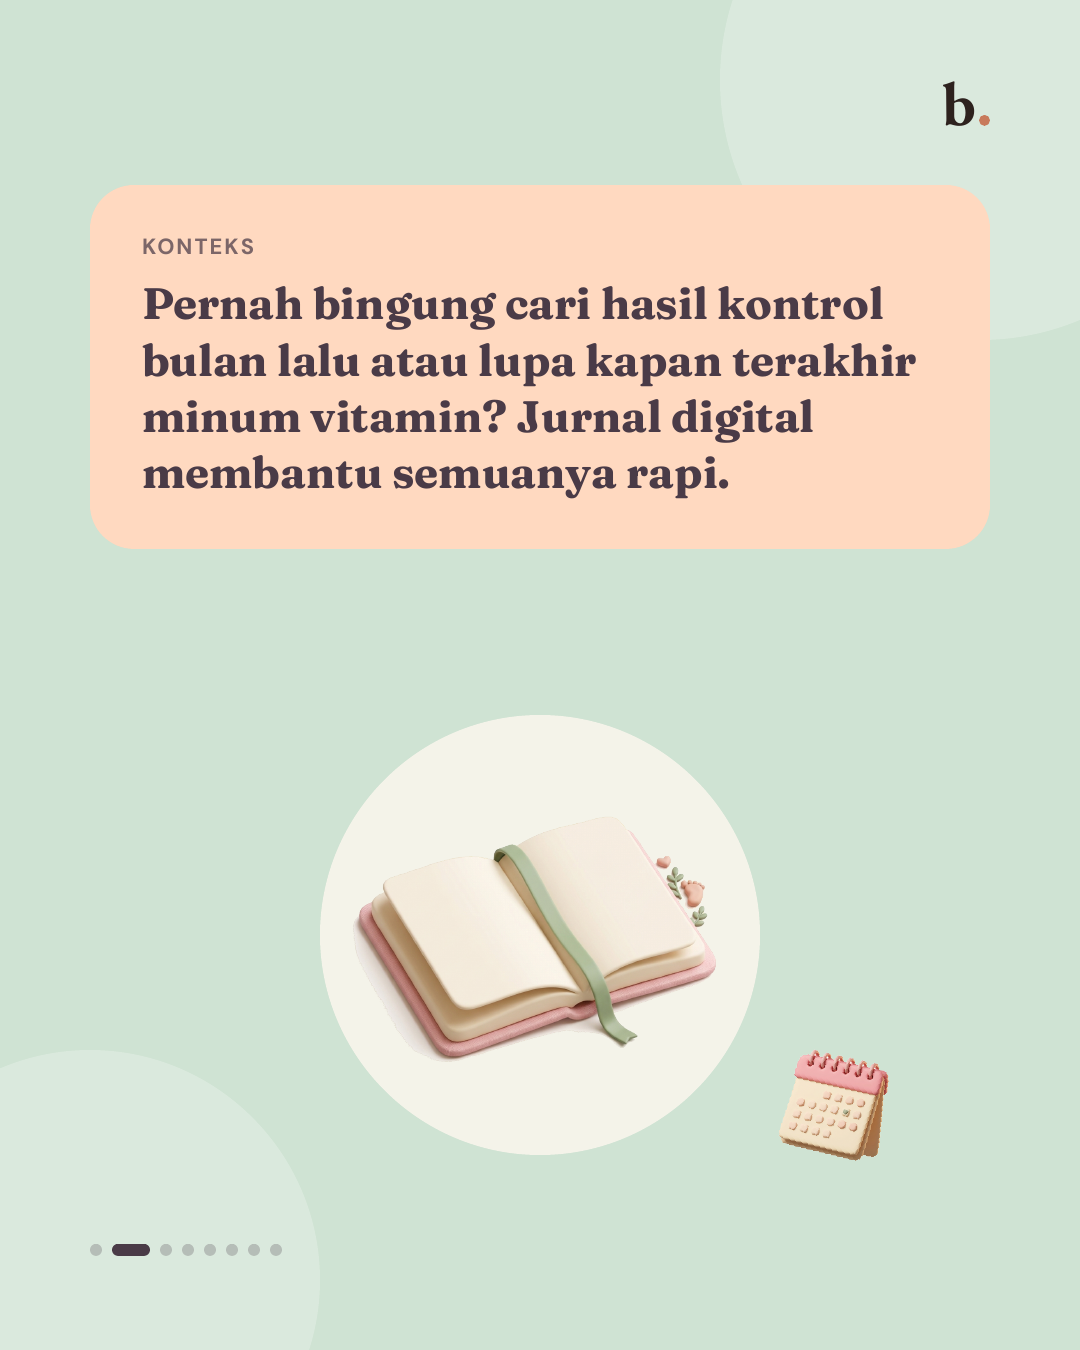 b.
KONTEKS
Pernah bingung cari hasil kontrol
bulan lalu atau lupa kapan terakhir
minum vitamin? Jurnal digital
membantu semuanya rapi.